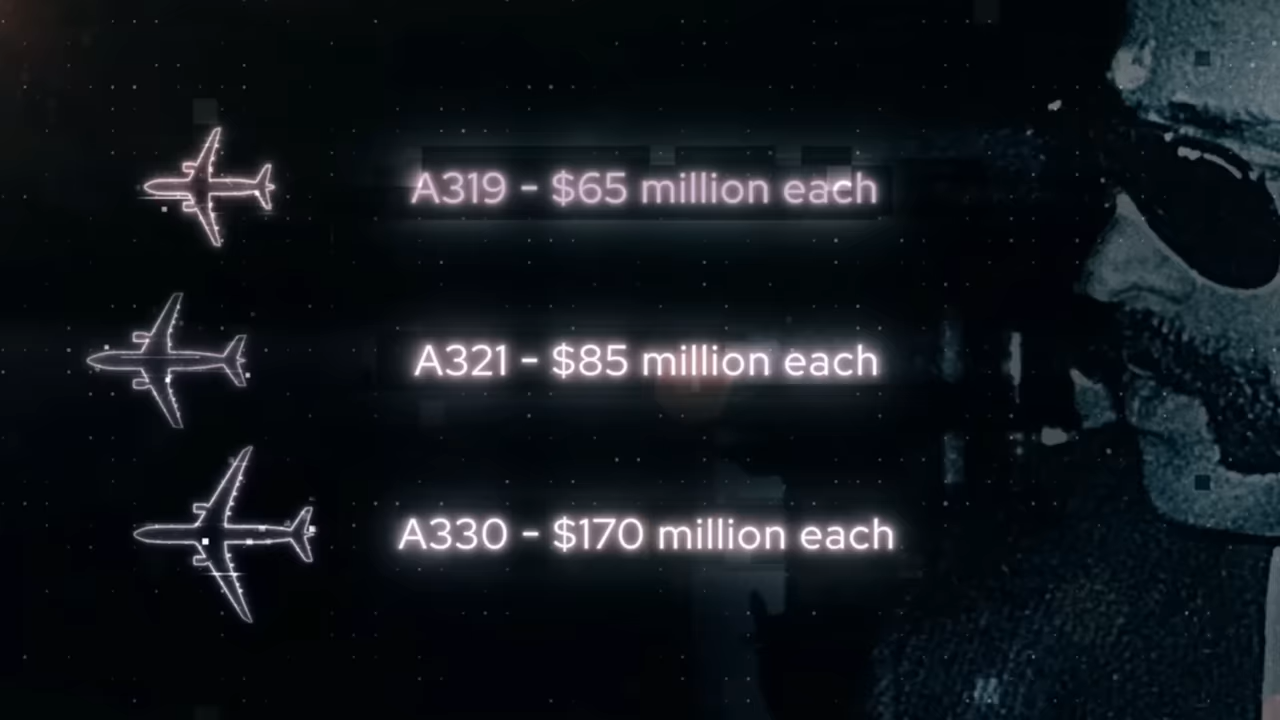 A319 - $65 million each
A321 - $85 million each
A330 - $170 million each